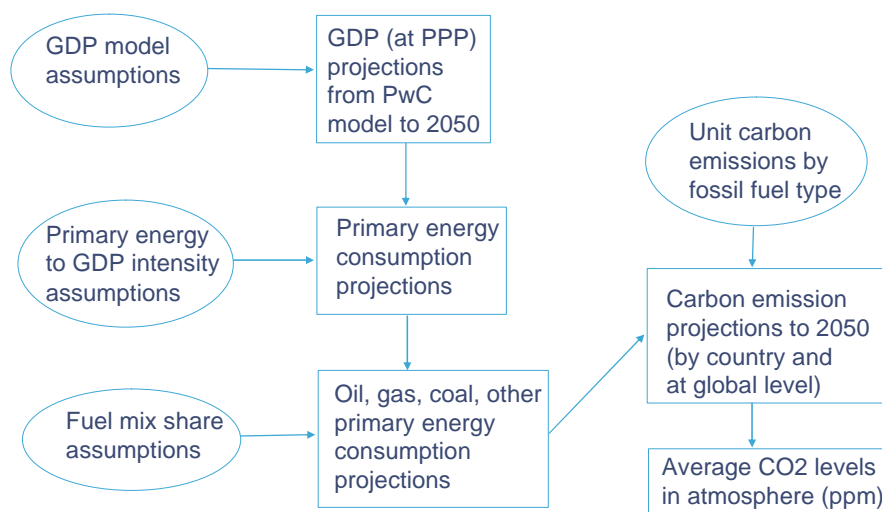 GDP model
assumptions
GDP (at PPP)
projections
from PwC
model to 2050
Unit carbon
emissions by
fossil fuel type
Primary energy
to GDP intensity
assumptions
Primary energy
consumption
projections
Carbon emission
projections to 2050
(by country and
at global level)
Fuel mix share
assumptions
Oil, gas, coal, other
primary energy
consumption
projections
Average CO2 levels
in atmosphere (ppm)